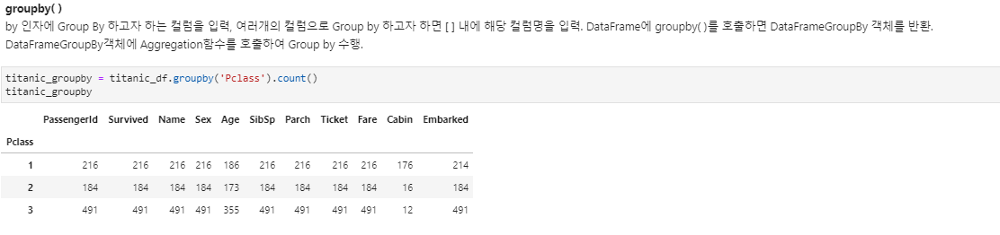 groupby( )
by 인자에 Group By 하고자 하는 컬럼을 입력, 여러개의 컬럼으로 Group by 하고자 하면 [ ] 내에 해당 컬럼명을 입력. DataFrame에 groupby( )를 호출하면 DataFrameGroupBy 객체를 반환.
DataFrameGroupBy객체에 Aggregation함수를 호출하여 Group by 수행.
titanic_groupby = titanic_df.groupby('Pclass').count()
titanic_groupby
PassengerId Survived Name Sex Age SibSp Parch Ticket Fare Cabin Embarked
Pclass
1 216 216 216 216 186 216 216 216 216 176 214
2 184 184 184 184 173 184 184 184 184 16 184
3 491 491 491 491 355 491 491 491 491 12 491